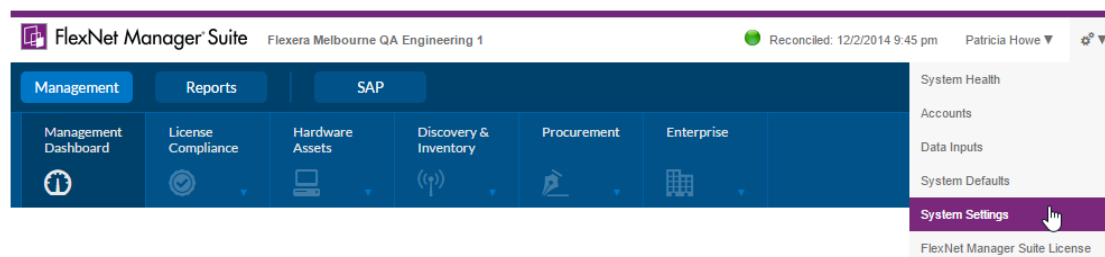 FlexNet Manager Suite Flexera Melbourne QA Engineering 1 Reconciled: 12/2/2014 9:45 pm Patricia Howe
Management Reports SAP
Management Dashboard
License Compliance
Hardware Assets
Discovery & Inventory
Procurement
Enterprise
System Health
Accounts
Data Inputs
System Defaults
System Settings
FlexNet Manager Suite License